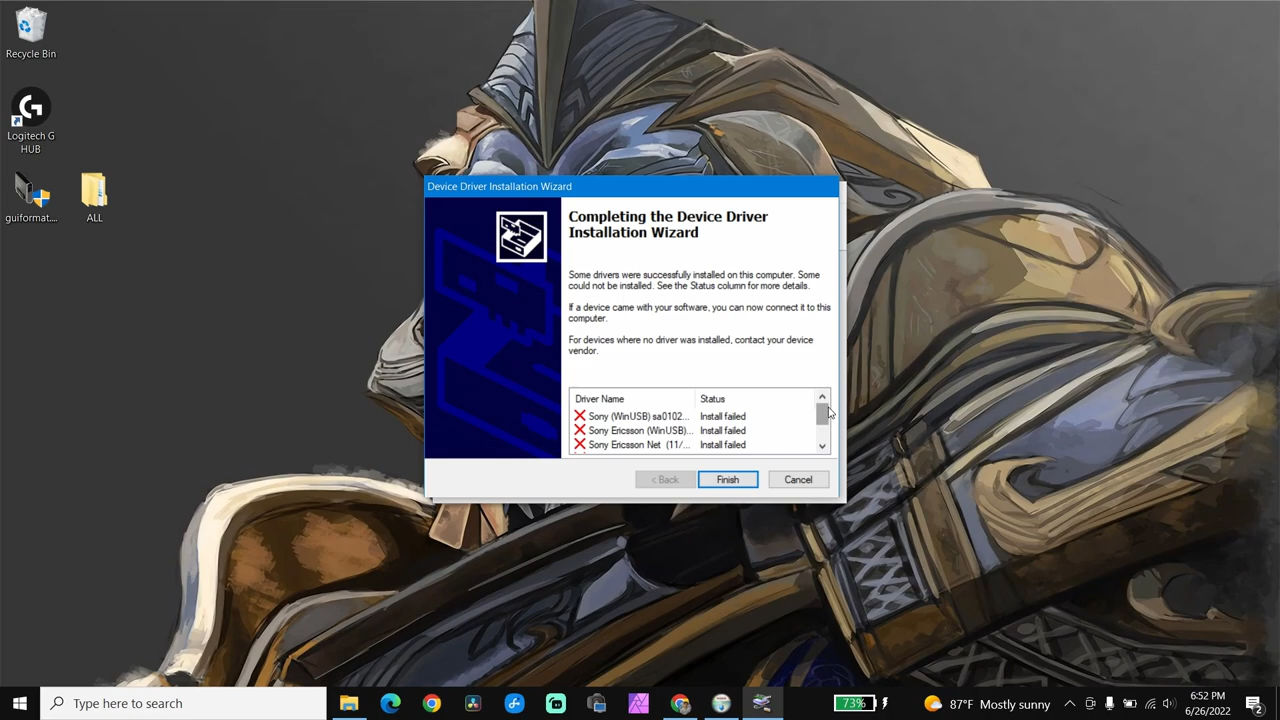 Recycle Bin
Logitech G
HUB
guiformat....
ALL
Device Driver Installation Wizard
Completing the Device Driver
Installation Wizard
Some drivers were successfully installed on this computer. Some
could not be installed. See the Status column for more details.
If a device came with your software, you can now connect it to this
computer.
For devices where no driver was installed, contact your device
vendor.
Driver Name Status
Sony (WinUSB) sa0102... Install failed
Sony Ericsson (WinUSB)... Install failed
Sony Ericsson Net (11/... Install failed
< Back Finish Cancel
Type here to search
73%
87°F Mostly sunny
6:52 PM
6/26/2022
2